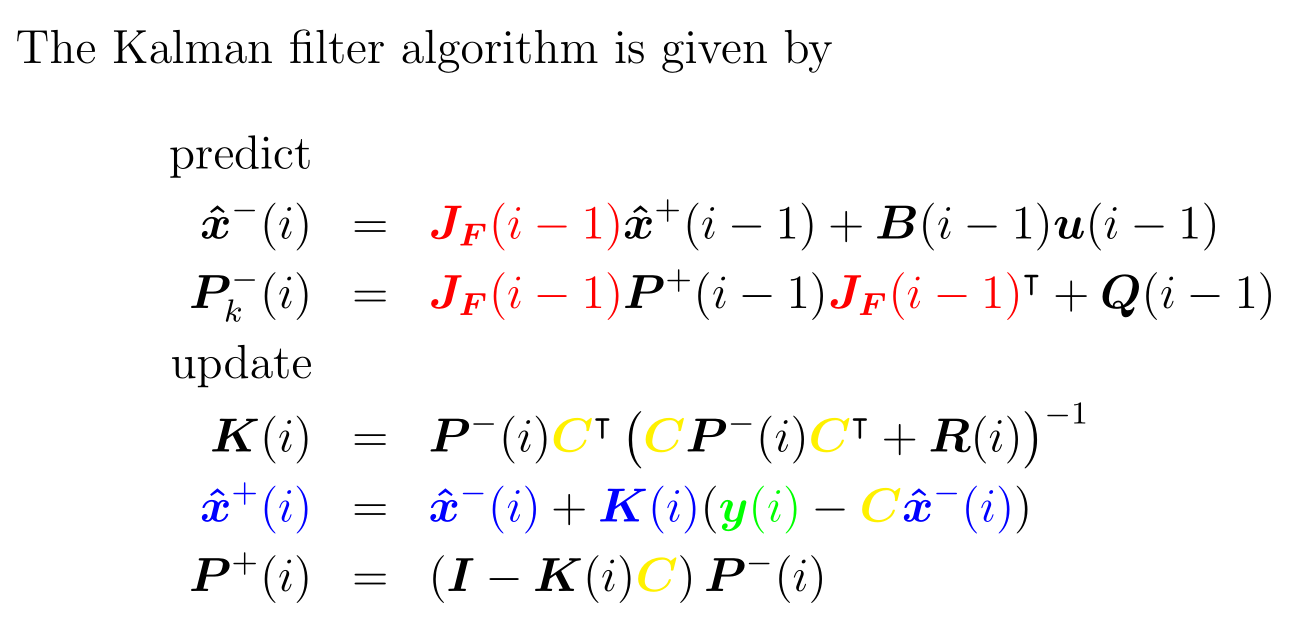 The Kalman filter algorithm is given by
predict
x̂⁻(i) = J_F(i − 1)x̂⁺(i − 1) + B(i − 1)u(i − 1)
P_k⁻(i) = J_F(i − 1)P⁺(i − 1)J_F(i − 1)ᵀ + Q(i − 1)
update
K(i) = P⁻(i)Cᵀ (CP⁻(i)Cᵀ + R(i))⁻¹
x̂⁺(i) = x̂⁻(i) + K(i)(y(i) − Cx̂⁻(i))
P⁺(i) = (I − K(i)C) P⁻(i)